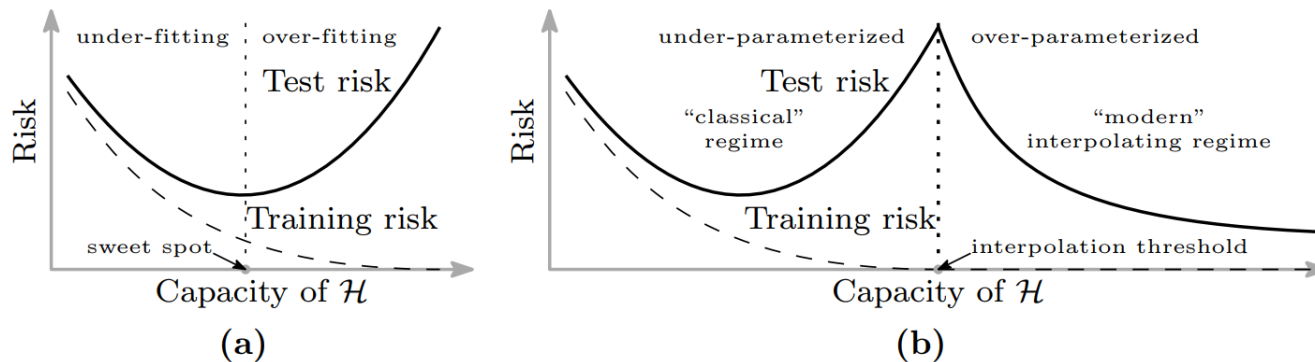 under-fitting
over-fitting
Test risk
Risk
Training risk
sweet spot
Capacity of ℋ
(a)
under-parameterized
over-parameterized
Test risk
“classical”
regime
“modern”
interpolating regime
Risk
Training risk
interpolation threshold
Capacity of ℋ
(b)